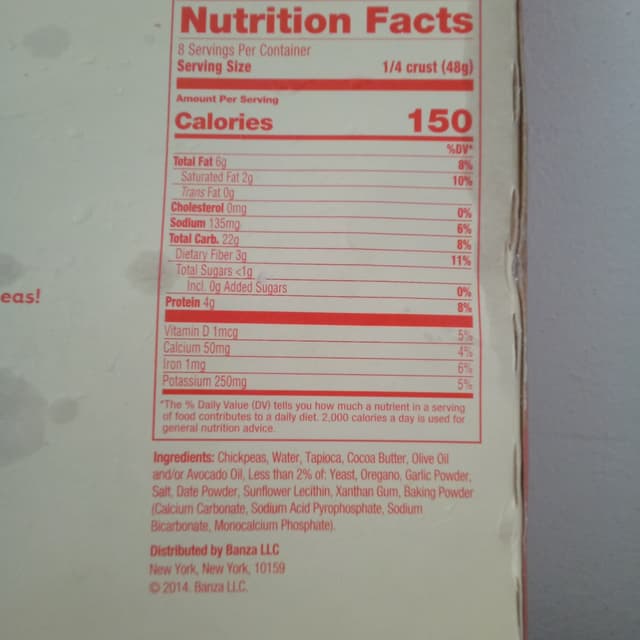 Nutrition Facts
8 Servings Per Container
Serving Size 1/4 crust (48g)
Amount Per Serving
Calories 150
%DV*
Total Fat 6g 8%
Saturated Fat 2g 10%
Trans Fat 0g
Cholesterol 0mg 0%
Sodium 135mg 6%
Total Carb. 22g 8%
Dietary Fiber 3g 11%
Total Sugars <1g
Incl. 0g Added Sugars 0%
Protein 4g 8%
Vitamin D 1mcg 5%
Calcium 50mg 4%
Iron 1mg 6%
Potassium 250mg 5%
*The % Daily Value (DV) tells you how much a nutrient in a serving
of food contributes to a daily diet. 2,000 calories a day is used for
general nutrition advice.
eas!
Ingredients: Chickpeas, Water, Tapioca, Cocoa Butter, Olive Oil
and/or Avocado Oil, Less than 2% of: Yeast, Oregano, Garlic Powder,
Salt, Date Powder, Sunflower Lecithin, Xanthan Gum, Baking Powder
(Calcium Carbonate, Sodium Acid Pyrophosphate, Sodium
Bicarbonate, Monocalcium Phosphate).
Distributed by Banza LLC
New York, New York, 10159
© 2014. Banza LLC.